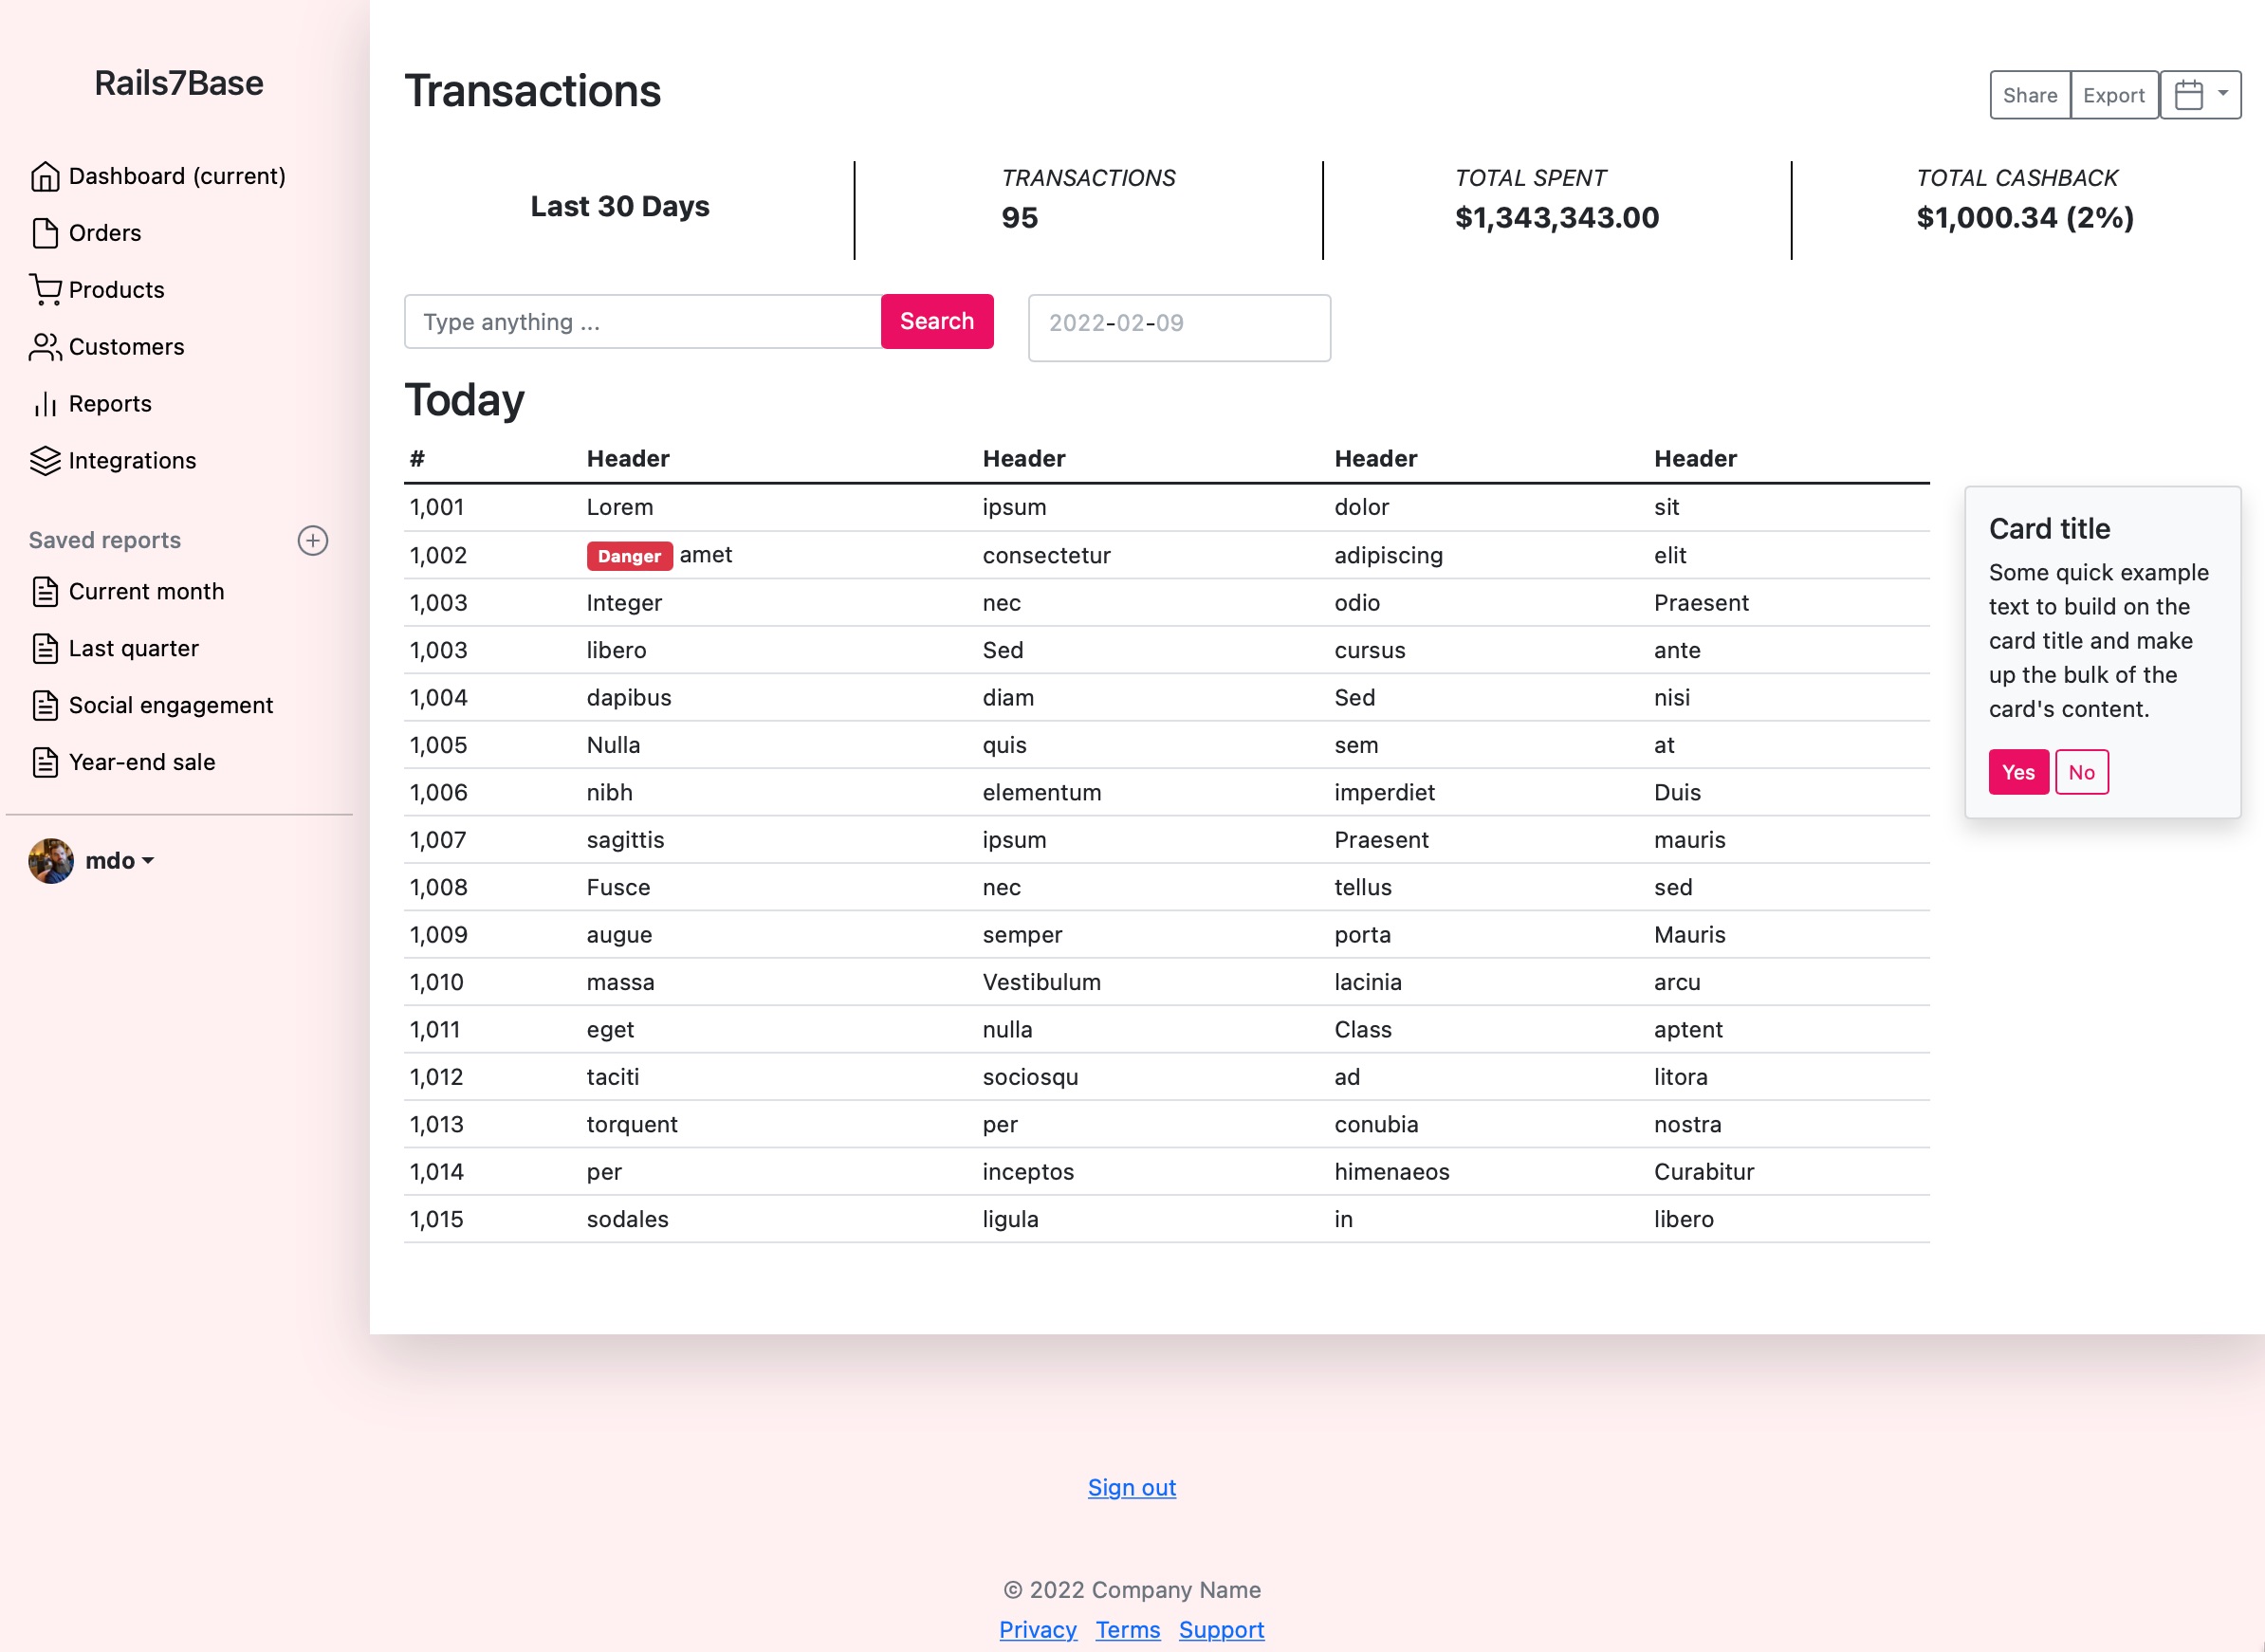 Rails7Base
Dashboard (current)
Orders
Products
Customers
Reports
Integrations
Saved reports
Current month
Last quarter
Social engagement
Year-end sale
mdo
Transactions
Share Export
Last 30 Days
TRANSACTIONS
95
TOTAL SPENT
$1,343,343.00
TOTAL CASHBACK
$1,000.34 (2%)
Type anything ... Search 2022-02-09
Today
# Header Header Header Header
1,001 Lorem ipsum dolor sit
1,002 Danger amet consectetur adipiscing elit
1,003 Integer nec odio Praesent
1,003 libero Sed cursus ante
1,004 dapibus diam Sed nisi
1,005 Nulla quis sem at
1,006 nibh elementum imperdiet Duis
1,007 sagittis ipsum Praesent mauris
1,008 Fusce nec tellus sed
1,009 augue semper porta Mauris
1,010 massa Vestibulum lacinia arcu
1,011 eget nulla Class aptent
1,012 taciti sociosqu ad litora
1,013 torquent per conubia nostra
1,014 per inceptos himenaeos Curabitur
1,015 sodales ligula in libero
Card title
Some quick example
text to build on the
card title and make
up the bulk of the
card's content.
Yes No
Sign out
© 2022 Company Name
Privacy Terms Support